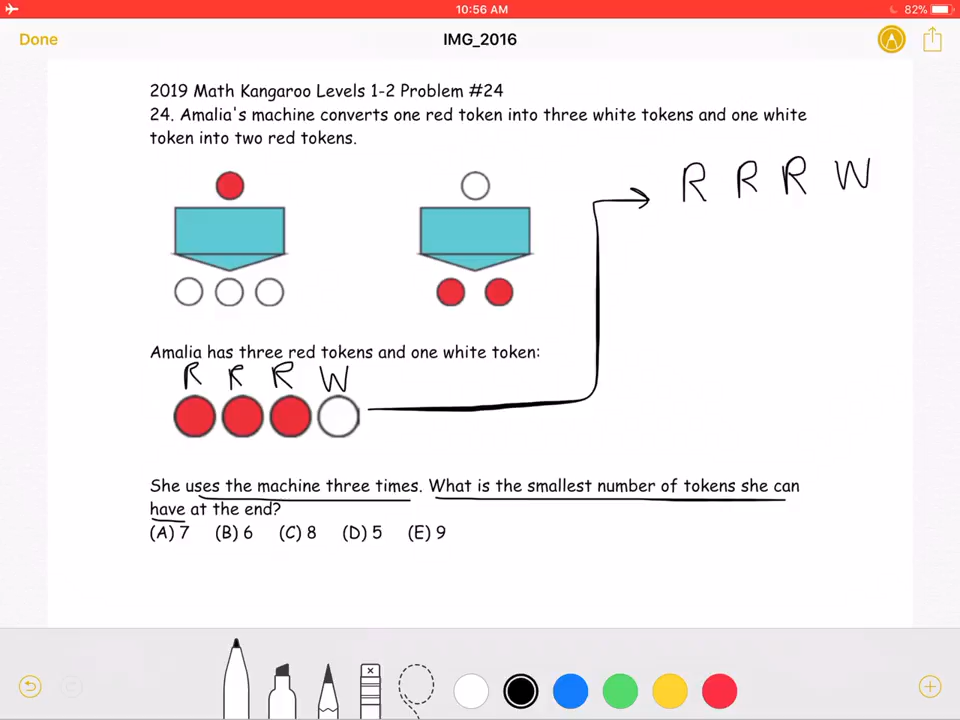 10:56 AM
82%
Done
IMG_2016
2019 Math Kangaroo Levels 1-2 Problem #24
24. Amalia's machine converts one red token into three white tokens and one white
token into two red tokens.
R R R W
Amalia has three red tokens and one white token:
R R R W
She uses the machine three times. What is the smallest number of tokens she can
have at the end?
(A) 7 (B) 6 (C) 8 (D) 5 (E) 9